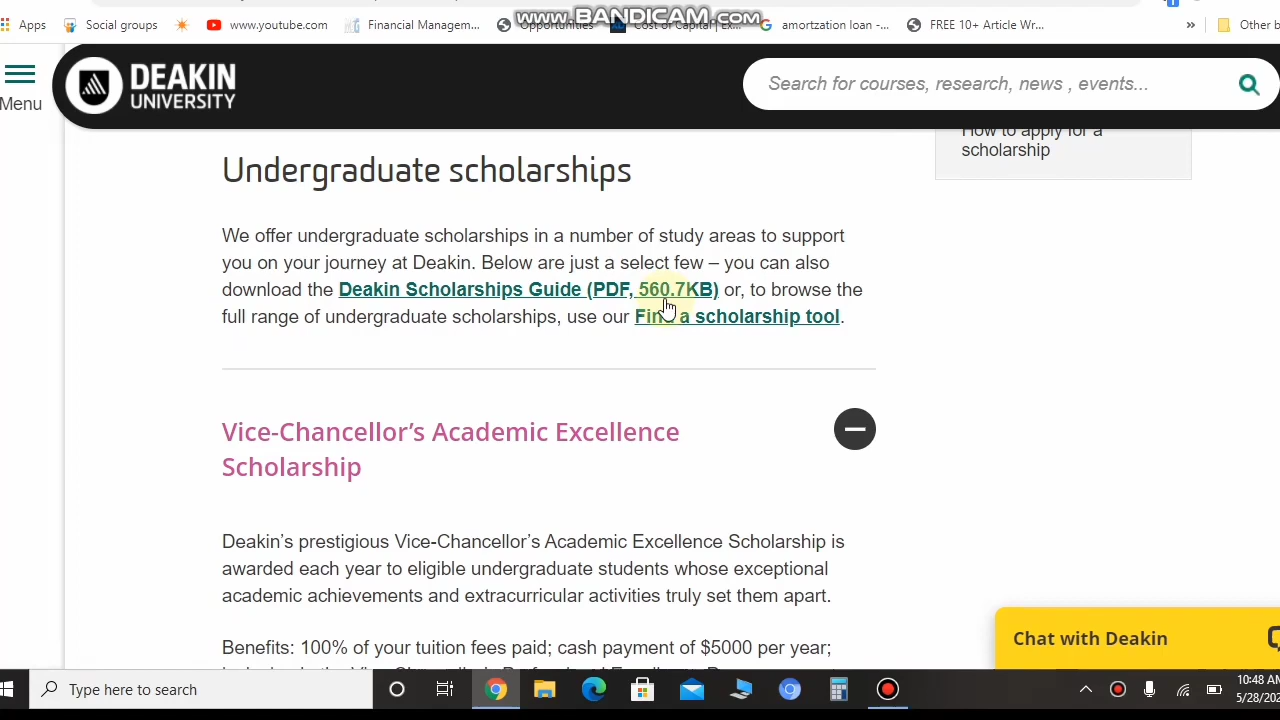 www.BANDICAM.com
Apps
Social groups
www.youtube.com
Financial Managem...
Opportunities
Cost of Capital | Ex...
amortzation loan -...
FREE 10+ Article Wr...
»
Other b
Menu
DEAKIN
UNIVERSITY
Search for courses, research, news , events...
How to apply for a
scholarship
Undergraduate scholarships
We offer undergraduate scholarships in a number of study areas to support
you on your journey at Deakin. Below are just a select few – you can also
download the Deakin Scholarships Guide (PDF, 560.7KB) or, to browse the
full range of undergraduate scholarships, use our Find a scholarship tool.
Vice-Chancellor's Academic Excellence
Scholarship
Deakin's prestigious Vice-Chancellor's Academic Excellence Scholarship is
awarded each year to eligible undergraduate students whose exceptional
academic achievements and extracurricular activities truly set them apart.
Benefits: 100% of your tuition fees paid; cash payment of $5000 per year;
Chat with Deakin
Type here to search
10:48 AM
5/28/202